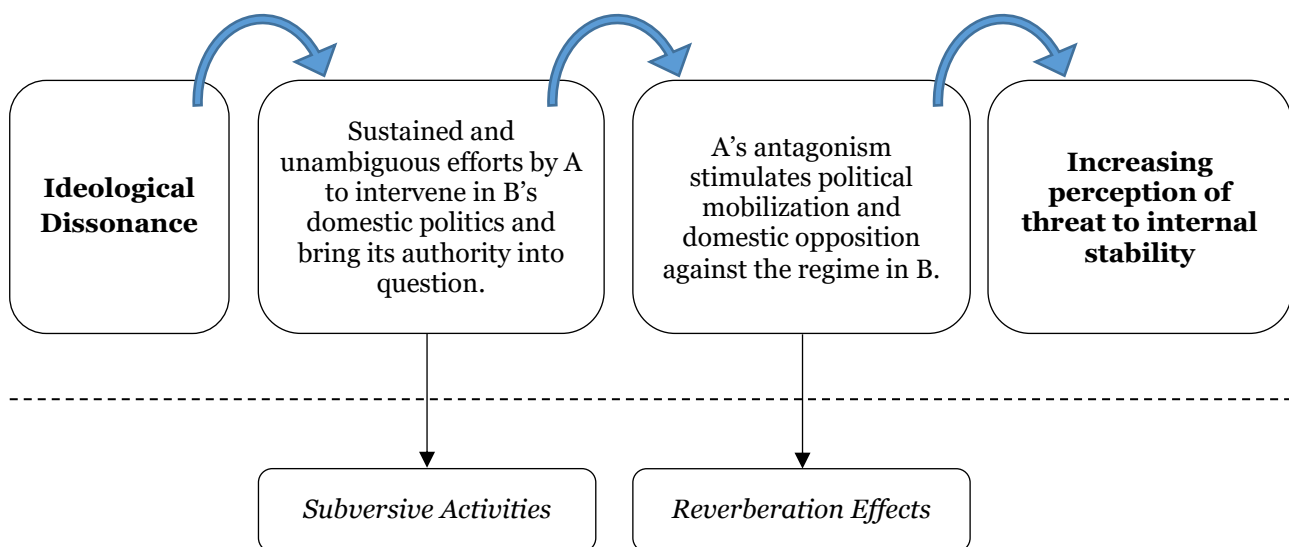 Ideological
Dissonance
Sustained and
unambiguous efforts by A
to intervene in B’s
domestic politics and
bring its authority into
question.
A’s antagonism
stimulates political
mobilization and
domestic opposition
against the regime in B.
Increasing
perception of
threat to internal
stability
Subversive Activities
Reverberation Effects